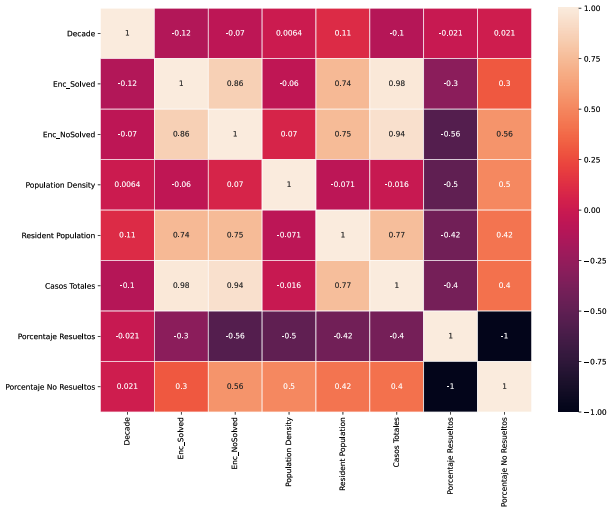 Decade 1 -0.12 -0.07 0.0064 0.11 -0.1 -0.021 0.021
Enc_Solved -0.12 1 0.86 -0.06 0.74 0.98 -0.3 0.3
Enc_NoSolved -0.07 0.86 1 0.07 0.75 0.94 -0.56 0.56
Population Density 0.0064 -0.06 0.07 1 -0.071 -0.016 -0.5 0.5
Resident Population 0.11 0.74 0.75 -0.071 1 0.77 -0.42 0.42
Casos Totales -0.1 0.98 0.94 -0.016 0.77 1 -0.4 0.4
Porcentaje Resueltos -0.021 -0.3 -0.56 -0.5 -0.42 -0.4 1 -1
Porcentaje No Resueltos 0.021 0.3 0.56 0.5 0.42 0.4 -1 1
Decade
Enc_Solved
Enc_NoSolved
Population Density
Resident Population
Casos Totales
Porcentaje Resueltos
Porcentaje No Resueltos
1.00
0.75
0.50
0.25
0.00
−0.25
−0.50
−0.75
−1.00